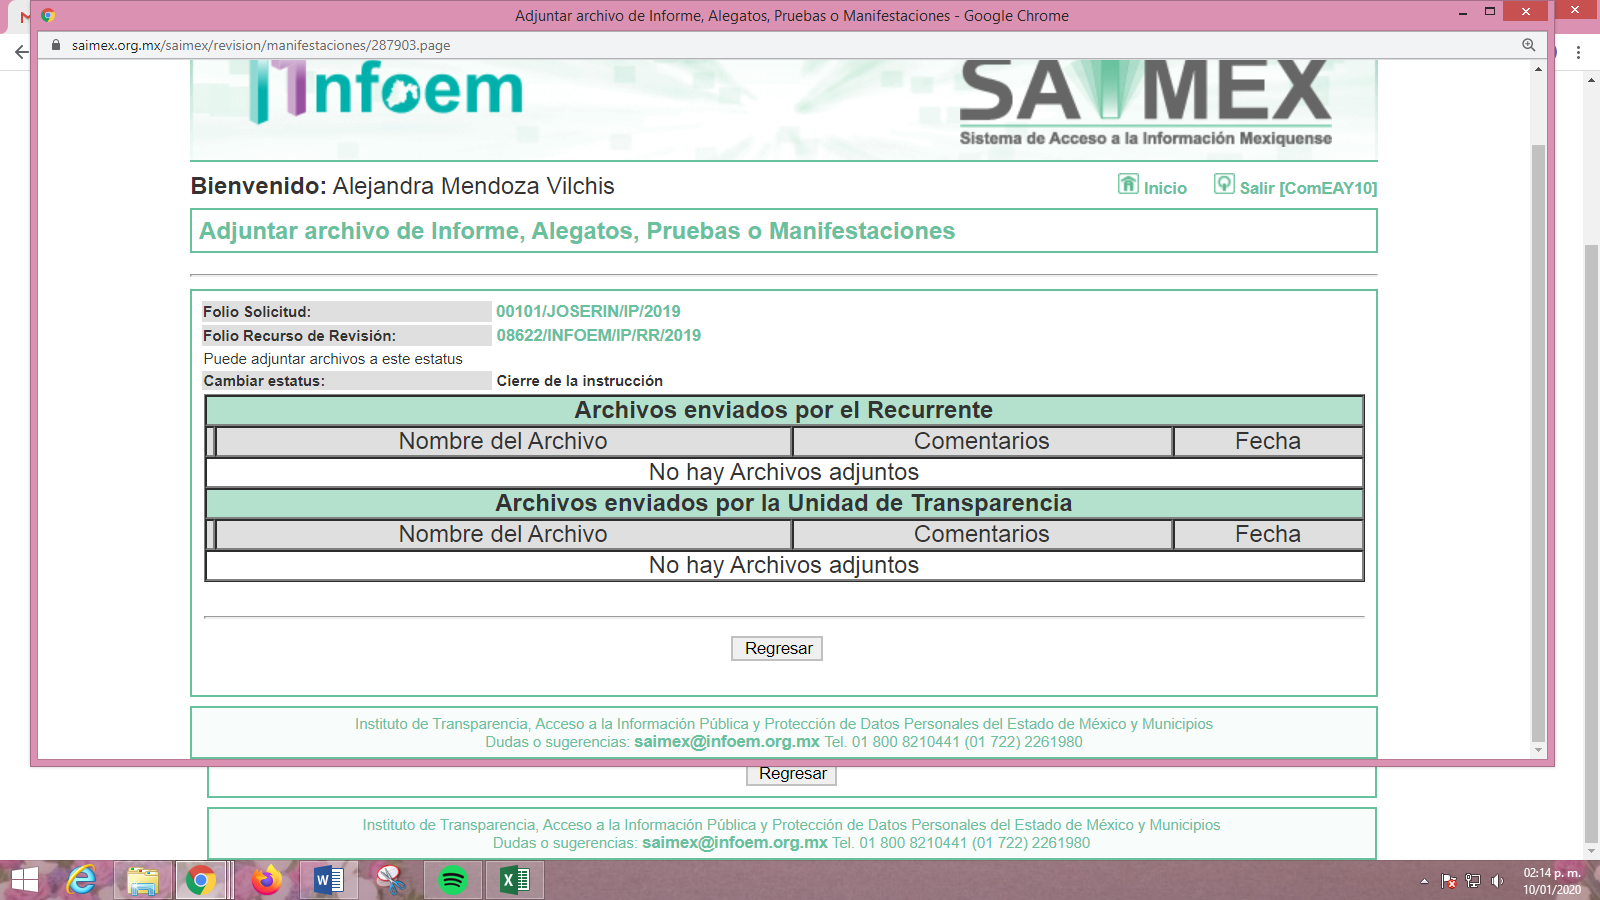 Adjuntar archivo de Informe, Alegatos, Pruebas o Manifestaciones - Google Chrome
saimex.org.mx/saimex/revision/manifestaciones/287903.page
infoem
SAIMEX
Sistema de Acceso a la Información Mexiquense
Bienvenido: Alejandra Mendoza Vilchis
Inicio
Salir [ComEAY10]
Adjuntar archivo de Informe, Alegatos, Pruebas o Manifestaciones
Folio Solicitud: 00101/JOSERIN/IP/2019
Folio Recurso de Revisión: 08622/INFOEM/IP/RR/2019
Puede adjuntar archivos a este estatus
Cambiar estatus: Cierre de la instrucción
Archivos enviados por el Recurrente
Nombre del Archivo Comentarios Fecha
No hay Archivos adjuntos
Archivos enviados por la Unidad de Transparencia
Nombre del Archivo Comentarios Fecha
No hay Archivos adjuntos
Regresar
Instituto de Transparencia, Acceso a la Información Pública y Protección de Datos Personales del Estado de México y Municipios
Dudas o sugerencias: saimex@infoem.org.mx Tel. 01 800 8210441 (01 722) 2261980
Regresar
Instituto de Transparencia, Acceso a la Información Pública y Protección de Datos Personales del Estado de México y Municipios
Dudas o sugerencias: saimex@infoem.org.mx Tel. 01 800 8210441 (01 722) 2261980
02:14 p. m.
10/01/2020